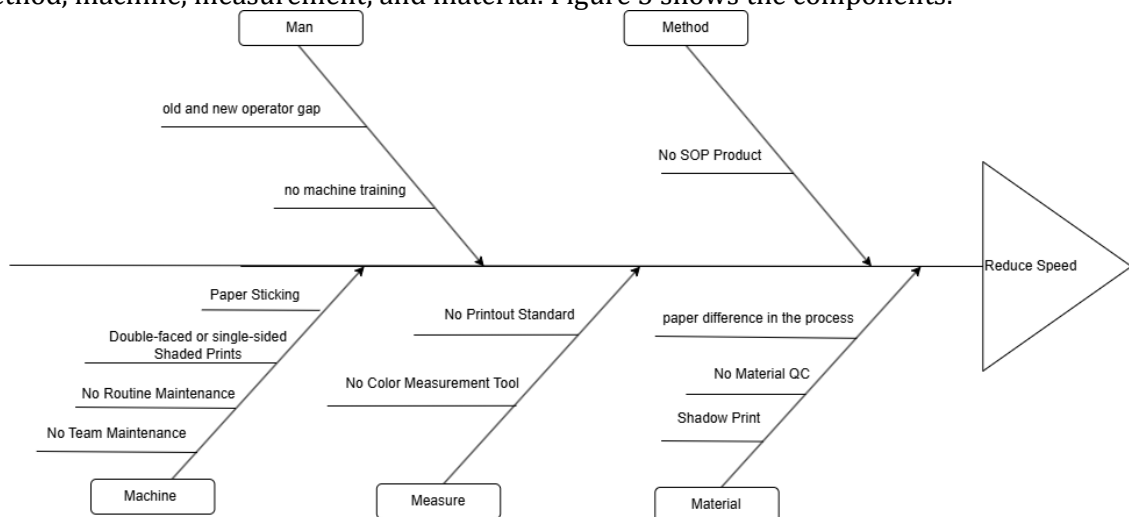 method, machine, measurement, and material. Figure 3 shows the components.
Man
Method
old and new operator gap
No SOP Product
no machine training
Reduce Speed
Paper Sticking
No Printout Standard
paper difference in the process
Double-faced or single-sided
Shaded Prints
No Color Measurement Tool
No Material QC
No Routine Maintenance
Shadow Print
No Team Maintenance
Machine
Measure
Material